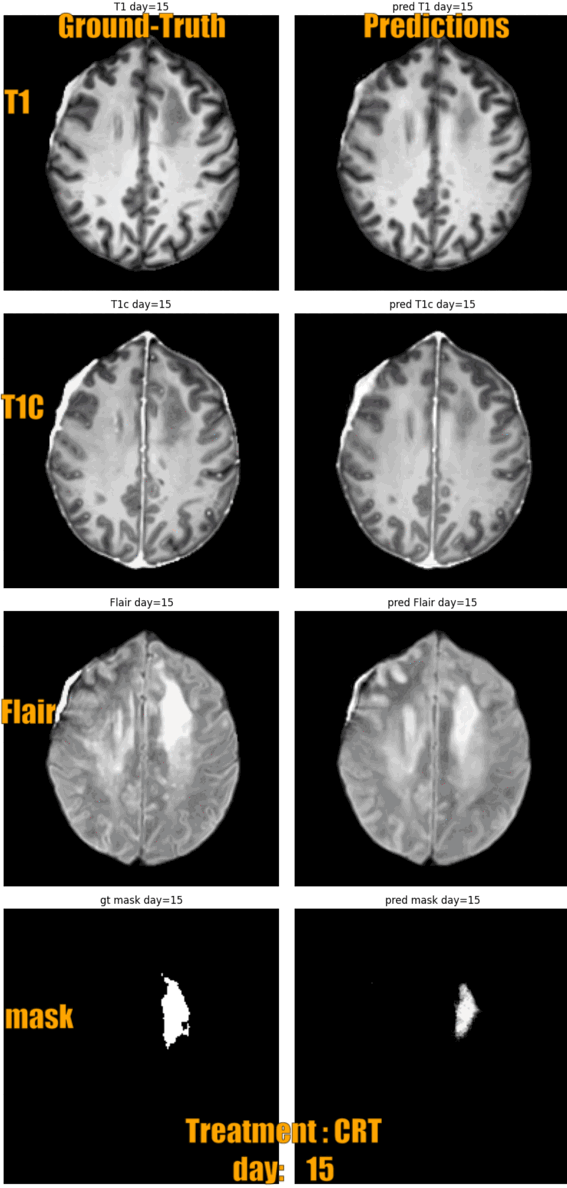 T1 day=15
pred T1 day=15
Ground-Truth
Predictions
T1
T1c day=15
pred T1c day=15
T1C
Flair day=15
pred Flair day=15
Flair
gt mask day=15
pred mask day=15
mask
Treatment : CRT
day: 15